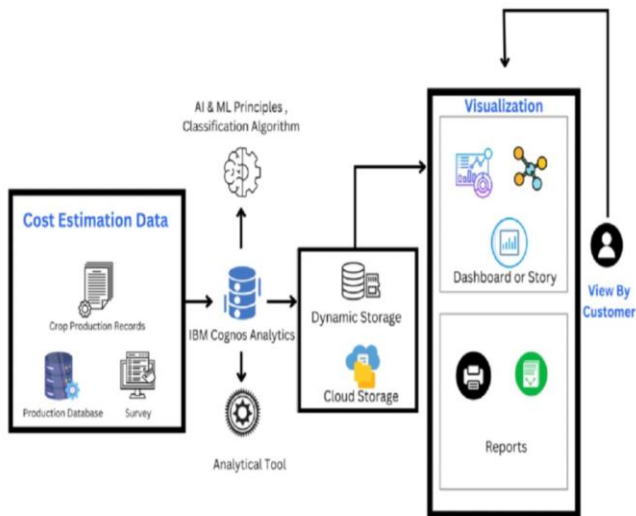 Cost Estimation Data
Crop Production Records
Production Database
Survey
AI & ML Principles ,
Classification Algorithm
IBM Cognos Analytics
Analytical Tool
Dynamic Storage
Cloud Storage
Visualization
Dashboard or Story
Reports
View By
Customer